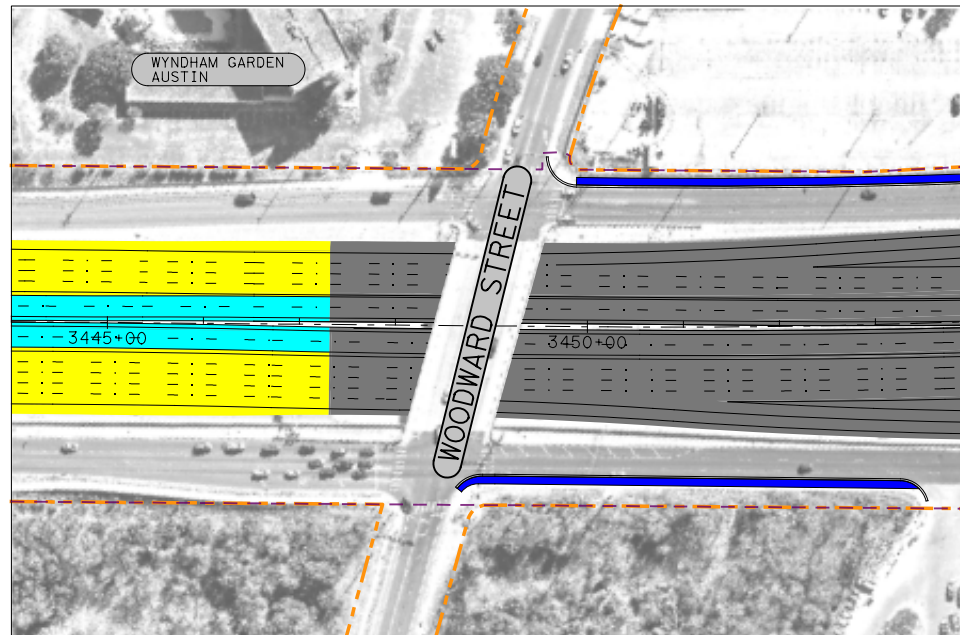 WYNDHAM GARDEN
AUSTIN
WOODWARD STREET
3445+00
3450+00